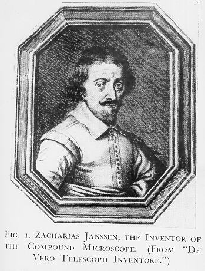 FIG. 1. ZACHARIAS JANSSEN, THE INVENTOR OF
THE COMPOUND MICROSCOPE. (FROM "DE
VERO TELESCOPII INVENTORE.")